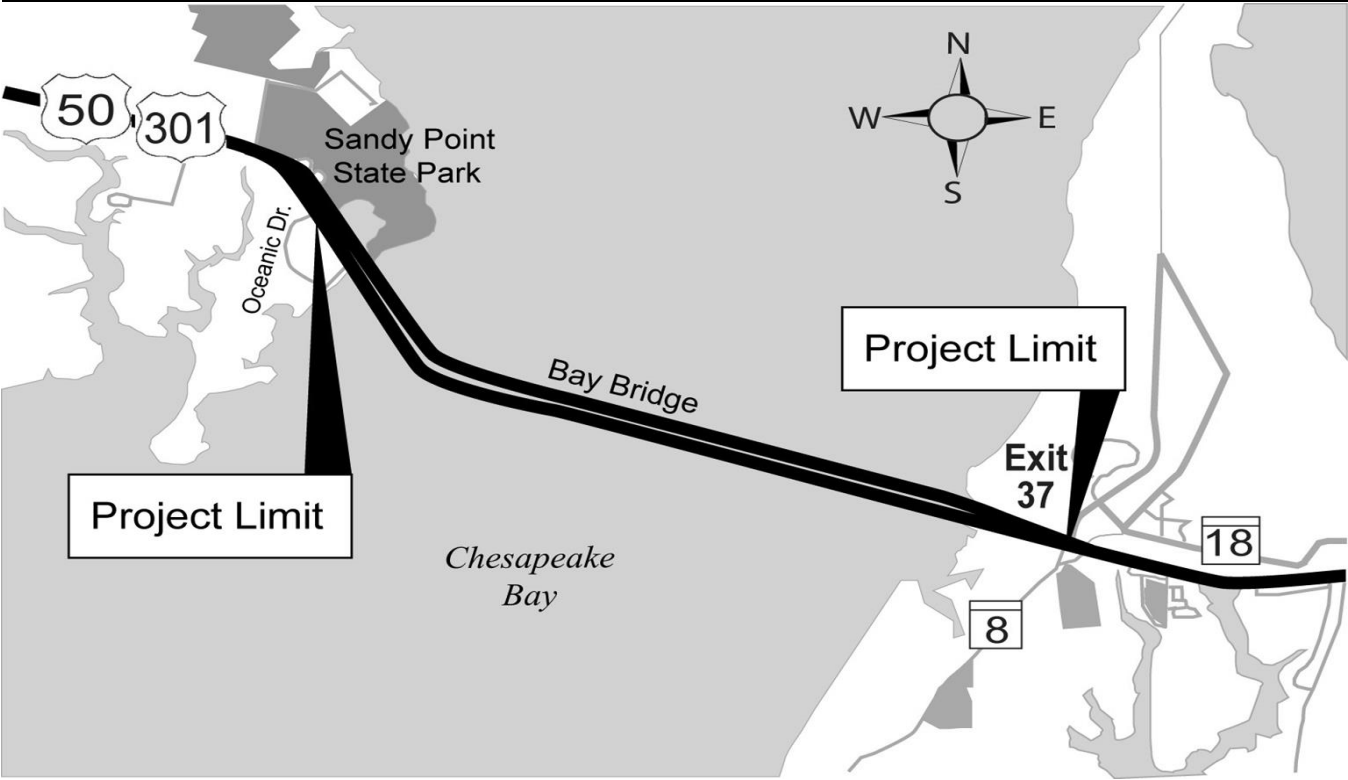 50
301
Sandy Point
State Park
N
W
E
S
Oceanic Dr.
Bay Bridge
Project Limit
Exit
37
Project Limit
18
Chesapeake
Bay
8